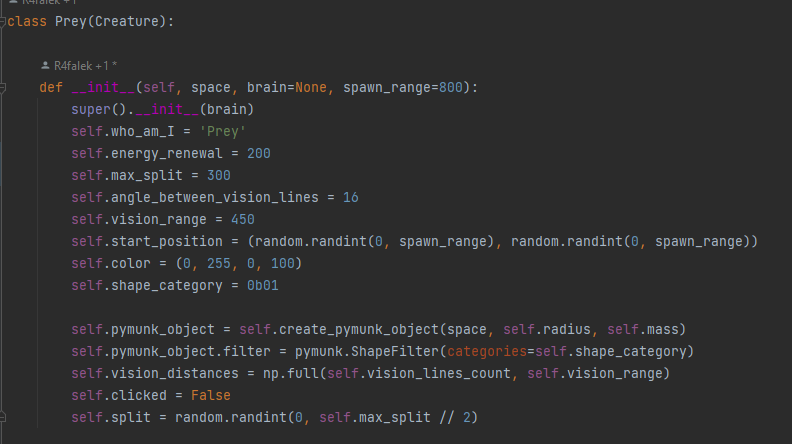 R4falek +1
class Prey(Creature):
R4falek +1 *
def __init__(self, space, brain=None, spawn_range=800):
super().__init__(brain)
self.who_am_I = 'Prey'
self.energy_renewal = 200
self.max_split = 300
self.angle_between_vision_lines = 16
self.vision_range = 450
self.start_position = (random.randint(0, spawn_range), random.randint(0, spawn_range))
self.color = (0, 255, 0, 100)
self.shape_category = 0b01
self.pymunk_object = self.create_pymunk_object(space, self.radius, self.mass)
self.pymunk_object.filter = pymunk.ShapeFilter(categories=self.shape_category)
self.vision_distances = np.full(self.vision_lines_count, self.vision_range)
self.clicked = False
self.split = random.randint(0, self.max_split // 2)